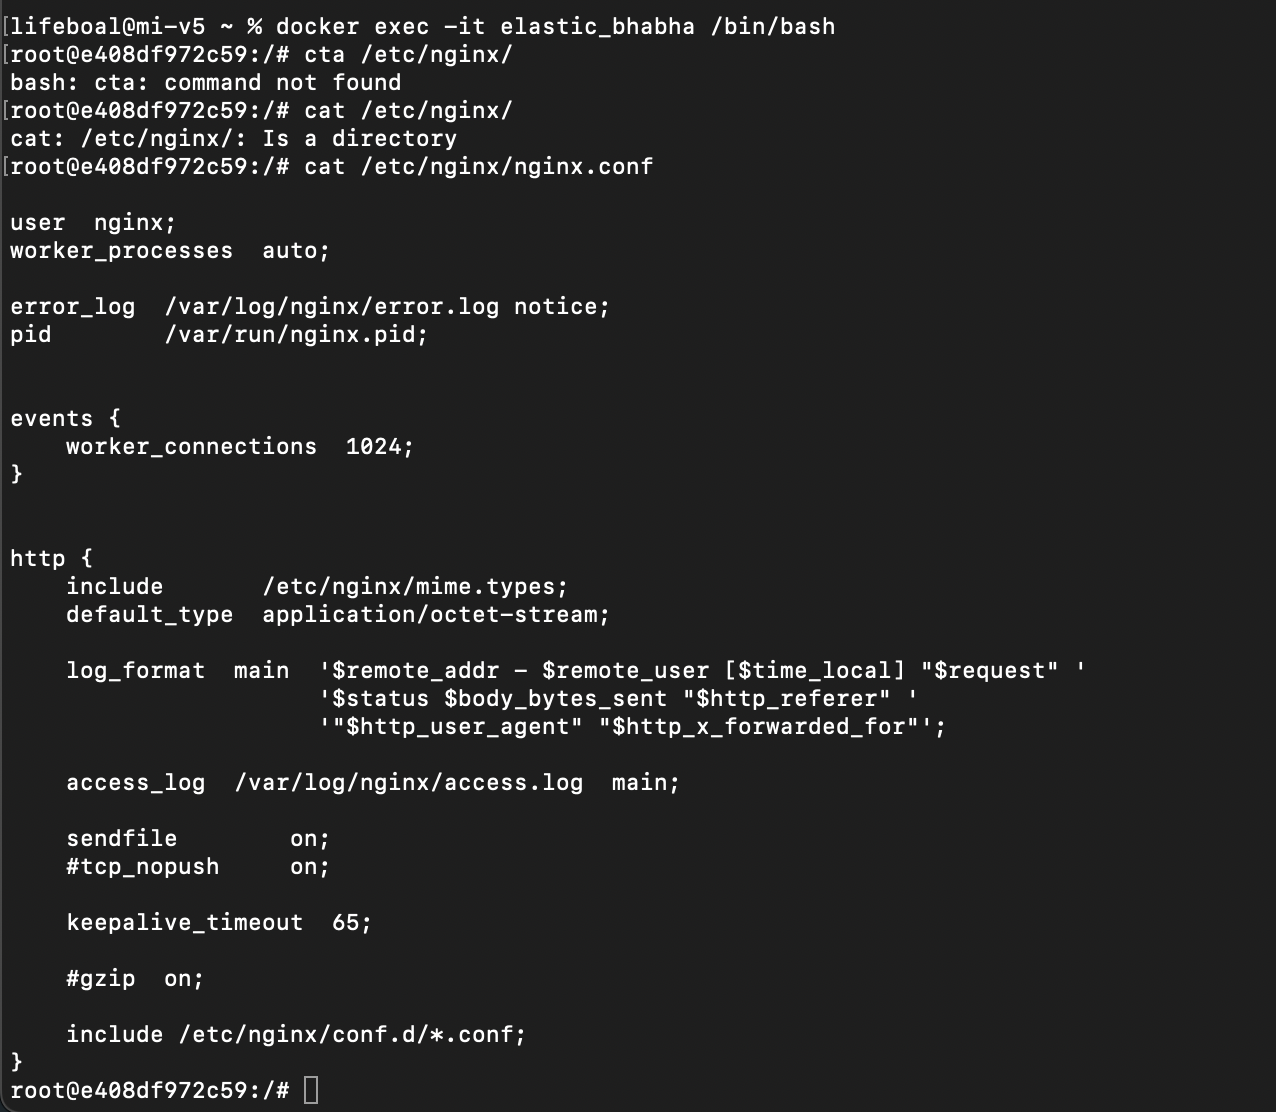 [lifeboal@mi-v5 ~ % docker exec -it elastic_bhabha /bin/bash
[root@e408df972c59:/# cta /etc/nginx/
bash: cta: command not found
[root@e408df972c59:/# cat /etc/nginx/
cat: /etc/nginx/: Is a directory
[root@e408df972c59:/# cat /etc/nginx/nginx.conf

user  nginx;
worker_processes  auto;

error_log  /var/log/nginx/error.log notice;
pid        /var/run/nginx.pid;


events {
    worker_connections  1024;
}


http {
    include       /etc/nginx/mime.types;
    default_type  application/octet-stream;

    log_format  main  '$remote_addr - $remote_user [$time_local] "$request" '
                      '$status $body_bytes_sent "$http_referer" '
                      '"$http_user_agent" "$http_x_forwarded_for"';

    access_log  /var/log/nginx/access.log  main;

    sendfile        on;
    #tcp_nopush     on;

    keepalive_timeout  65;

    #gzip  on;

    include /etc/nginx/conf.d/*.conf;
}
root@e408df972c59:/#